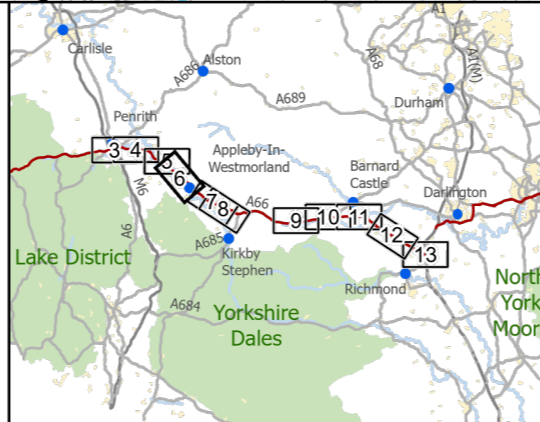 A1
Carlisle
A68
A1(M)
Alston
A686
A689
Durham
Penrith
3 4
5
6
7 8
Appleby-In-
Westmorland
Barnard
Castle
Darlington
M6
A66
9
10
11
12
13
A6
A685
Kirkby
Stephen
Lake District
Richmond
A684
Yorkshire
Dales
North
York
Moor